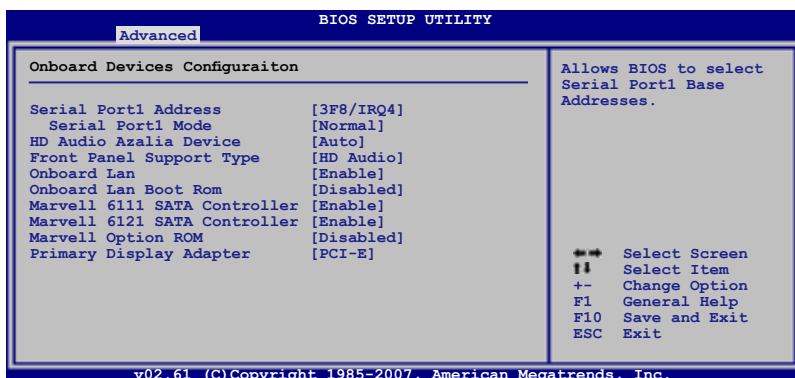 BIOS SETUP UTILITY
Advanced
Onboard Devices Configuraiton
Serial Port1 Address [3F8/IRQ4]
Serial Port1 Mode [Normal]
HD Audio Azalia Device [Auto]
Front Panel Support Type [HD Audio]
Onboard Lan [Enable]
Onboard Lan Boot Rom [Disabled]
Marvell 6111 SATA Controller [Enable]
Marvell 6121 SATA Controller [Enable]
Marvell Option ROM [Disabled]
Primary Display Adapter [PCI-E]
Allows BIOS to select
Serial Port1 Base
Addresses.
←→ Select Screen
↑↓ Select Item
+- Change Option
F1 General Help
F10 Save and Exit
ESC Exit
v02.61 (C)Copyright 1985-2007, American Megatrends, Inc.